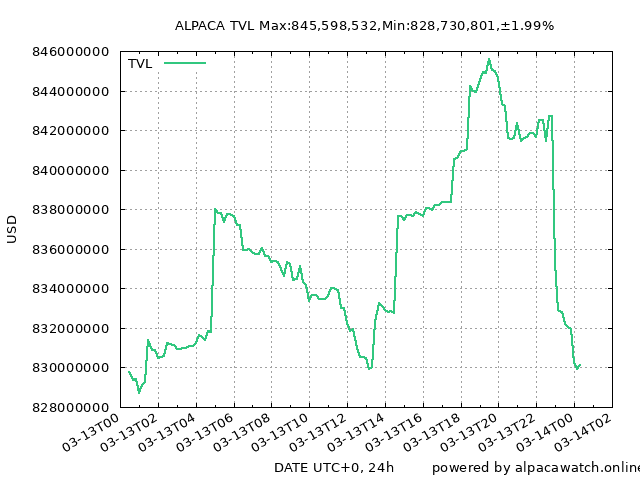 ALPACA TVL Max:845,598,532,Min:828,730,801,±1.99%
846000000
844000000
842000000
840000000
838000000
836000000
834000000
832000000
830000000
828000000
USD
TVL
03-13T00
03-13T02
03-13T04
03-13T06
03-13T08
03-13T10
03-13T12
03-13T14
03-13T16
03-13T18
03-13T20
03-13T22
03-14T00
03-14T02
DATE UTC+0, 24h
powered by alpacawatch.online